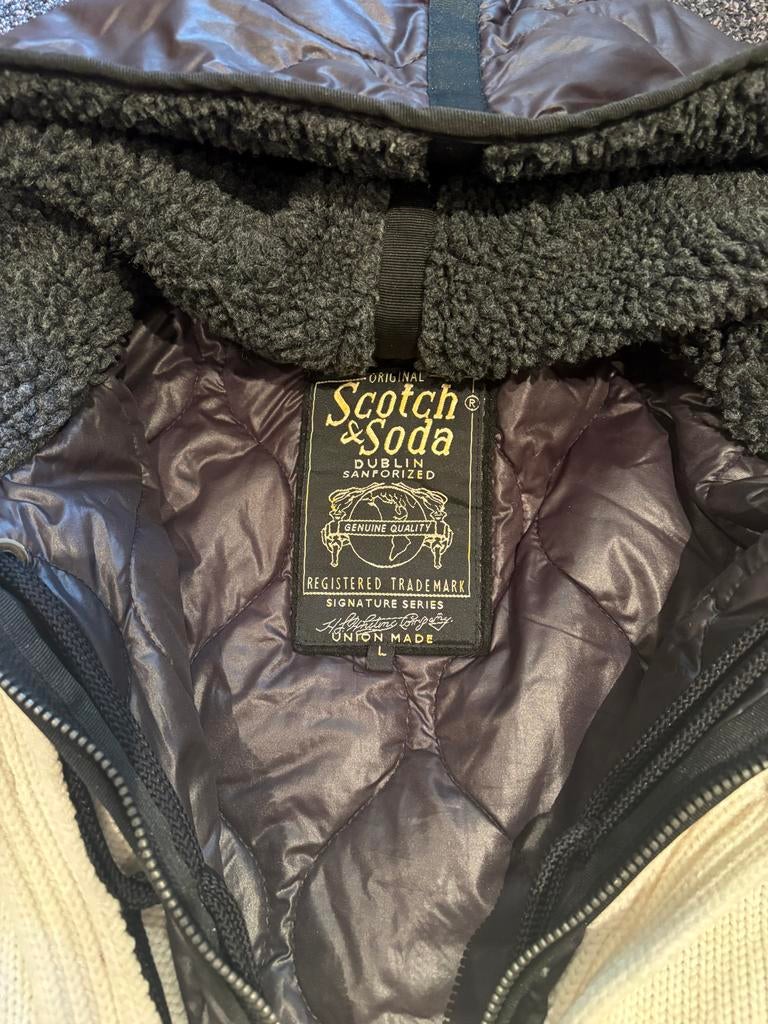 ORIGINAL
Scotch ®
& Soda
DUBLIN
SANFORIZED
GENUINE QUALITY
REGISTERED TRADEMARK
SIGNATURE SERIES
UNION MADE
L